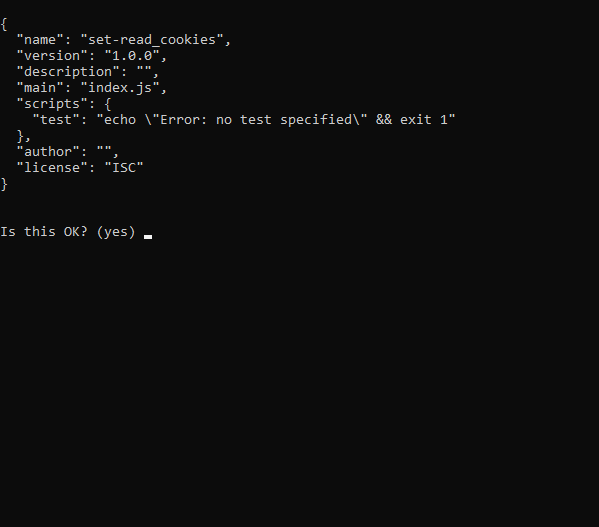 {
  "name": "set-read_cookies",
  "version": "1.0.0",
  "description": "",
  "main": "index.js",
  "scripts": {
    "test": "echo \"Error: no test specified\" && exit 1"
  },
  "author": "",
  "license": "ISC"
}
Is this OK? (yes)